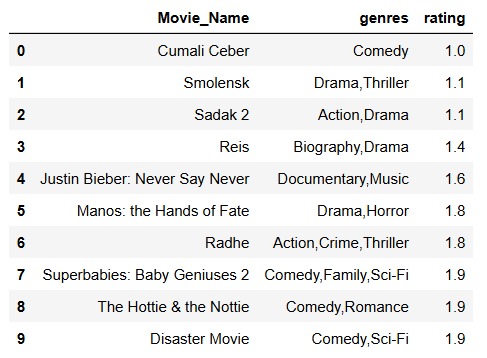 Movie_Name genres rating
0 Cumali Ceber Comedy 1.0
1 Smolensk Drama,Thriller 1.1
2 Sadak 2 Action,Drama 1.1
3 Reis Biography,Drama 1.4
4 Justin Bieber: Never Say Never Documentary,Music 1.6
5 Manos: the Hands of Fate Drama,Horror 1.8
6 Radhe Action,Crime,Thriller 1.8
7 Superbabies: Baby Geniuses 2 Comedy,Family,Sci-Fi 1.9
8 The Hottie & the Nottie Comedy,Romance 1.9
9 Disaster Movie Comedy,Sci-Fi 1.9